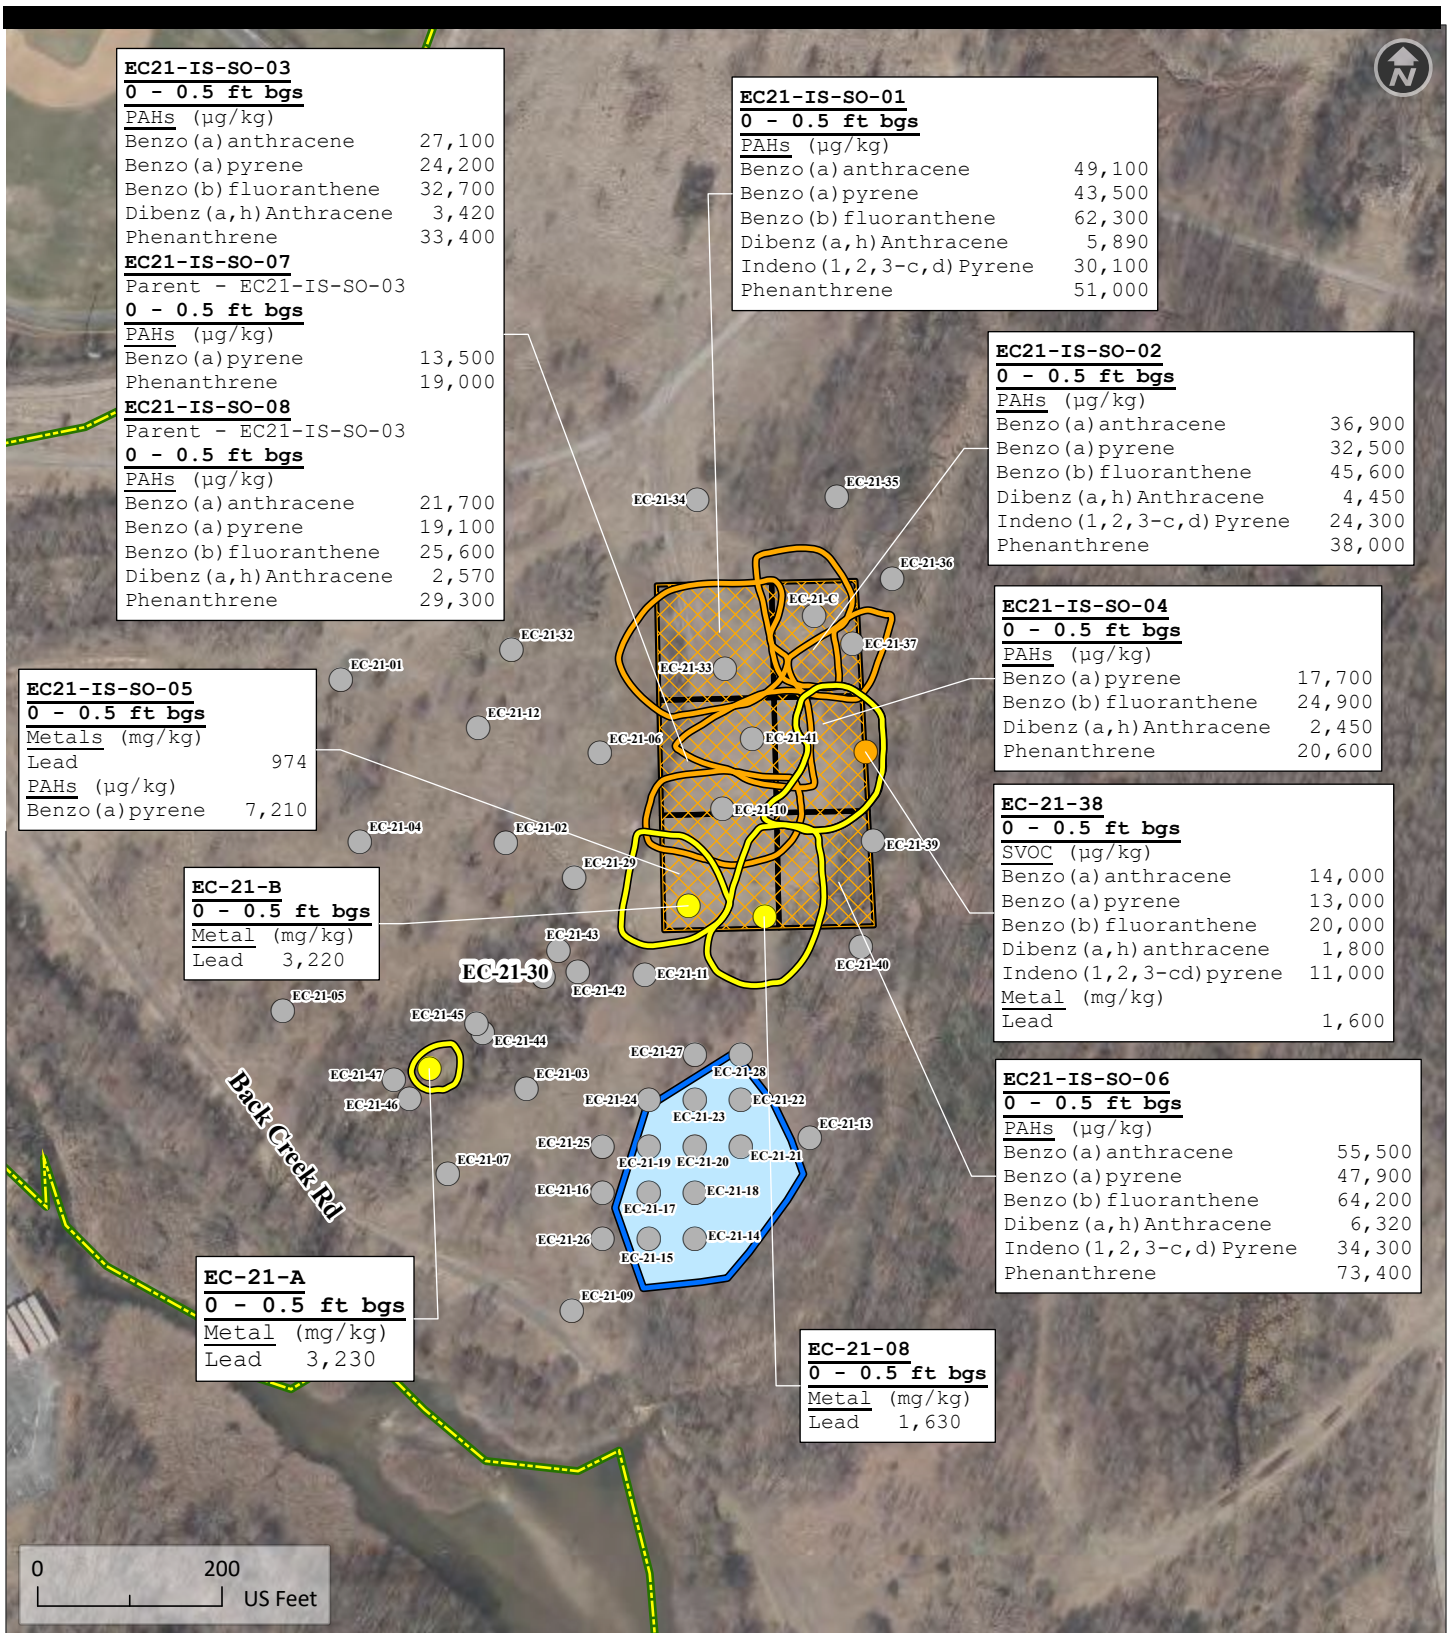 N
EC21-IS-SO-03
0 - 0.5 ft bgs
PAHs (µg/kg)
Benzo(a)anthracene 27,100
Benzo(a)pyrene 24,200
Benzo(b)fluoranthene 32,700
Dibenz(a,h)Anthracene 3,420
Phenanthrene 33,400
EC21-IS-SO-07
Parent - EC21-IS-SO-03
0 - 0.5 ft bgs
PAHs (µg/kg)
Benzo(a)pyrene 13,500
Phenanthrene 19,000
EC21-IS-SO-08
Parent - EC21-IS-SO-03
0 - 0.5 ft bgs
PAHs (µg/kg)
Benzo(a)anthracene 21,700
Benzo(a)pyrene 19,100
Benzo(b)fluoranthene 25,600
Dibenz(a,h)Anthracene 2,570
Phenanthrene 29,300
EC21-IS-SO-01
0 - 0.5 ft bgs
PAHs (µg/kg)
Benzo(a)anthracene 49,100
Benzo(a)pyrene 43,500
Benzo(b)fluoranthene 62,300
Dibenz(a,h)Anthracene 5,890
Indeno(1,2,3-c,d)Pyrene 30,100
Phenanthrene 51,000
EC21-IS-SO-02
0 - 0.5 ft bgs
PAHs (µg/kg)
Benzo(a)anthracene 36,900
Benzo(a)pyrene 32,500
Benzo(b)fluoranthene 45,600
Dibenz(a,h)Anthracene 4,450
Indeno(1,2,3-c,d)Pyrene 24,300
Phenanthrene 38,000
EC21-IS-SO-04
0 - 0.5 ft bgs
PAHs (µg/kg)
Benzo(a)pyrene 17,700
Benzo(b)fluoranthene 24,900
Dibenz(a,h)Anthracene 2,450
Phenanthrene 20,600
EC21-IS-SO-05
0 - 0.5 ft bgs
Metals (mg/kg)
Lead 974
PAHs (µg/kg)
Benzo(a)pyrene 7,210
EC-21-38
0 - 0.5 ft bgs
SVOC (µg/kg)
Benzo(a)anthracene 14,000
Benzo(a)pyrene 13,000
Benzo(b)fluoranthene 20,000
Dibenz(a,h)anthracene 1,800
Indeno(1,2,3-cd)pyrene 11,000
Metal (mg/kg)
Lead 1,600
EC-21-B
0 - 0.5 ft bgs
Metal (mg/kg)
Lead 3,220
EC21-IS-SO-06
0 - 0.5 ft bgs
PAHs (µg/kg)
Benzo(a)anthracene 55,500
Benzo(a)pyrene 47,900
Benzo(b)fluoranthene 64,200
Dibenz(a,h)Anthracene 6,320
Indeno(1,2,3-c,d)Pyrene 34,300
Phenanthrene 73,400
EC-21-A
0 - 0.5 ft bgs
Metal (mg/kg)
Lead 3,230
EC-21-08
0 - 0.5 ft bgs
Metal (mg/kg)
Lead 1,630
EC-21-34
EC-21-35
EC-21-36
EC-21-C
EC-21-37
EC-21-32
EC-21-33
EC-21-01
EC-21-12
EC-21-06
EC-21-41
EC-21-10
EC-21-04
EC-21-02
EC-21-39
EC-21-29
EC-21-43
EC-21-30
EC-21-42
EC-21-11
EC-21-40
EC-21-05
EC-21-45
EC-21-44
EC-21-27
EC-21-28
EC-21-47
EC-21-46
EC-21-03
EC-21-24
EC-21-23
EC-21-22
EC-21-13
EC-21-25
EC-21-19
EC-21-20
EC-21-21
EC-21-07
EC-21-16
EC-21-17
EC-21-18
EC-21-26
EC-21-15
EC-21-14
EC-21-09
Back Creek Rd
0 200
US Feet